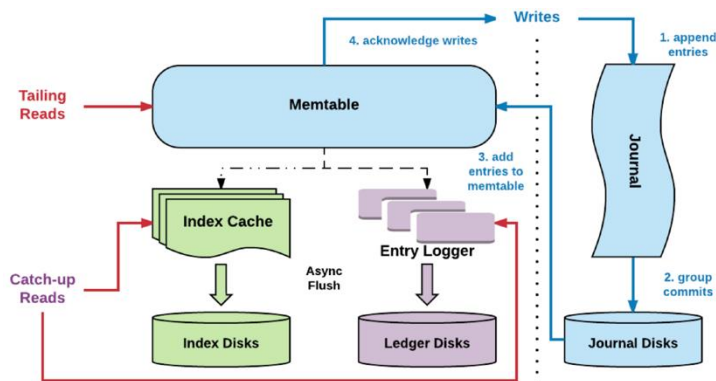 Writes
4. acknowledge writes
1. append
entries
Tailing
Reads
Memtable
Journal
3. add
entries to
memtable
Index Cache
Entry Logger
Catch-up
Reads
Async
Flush
2. group
commits
Index Disks
Ledger Disks
Journal Disks